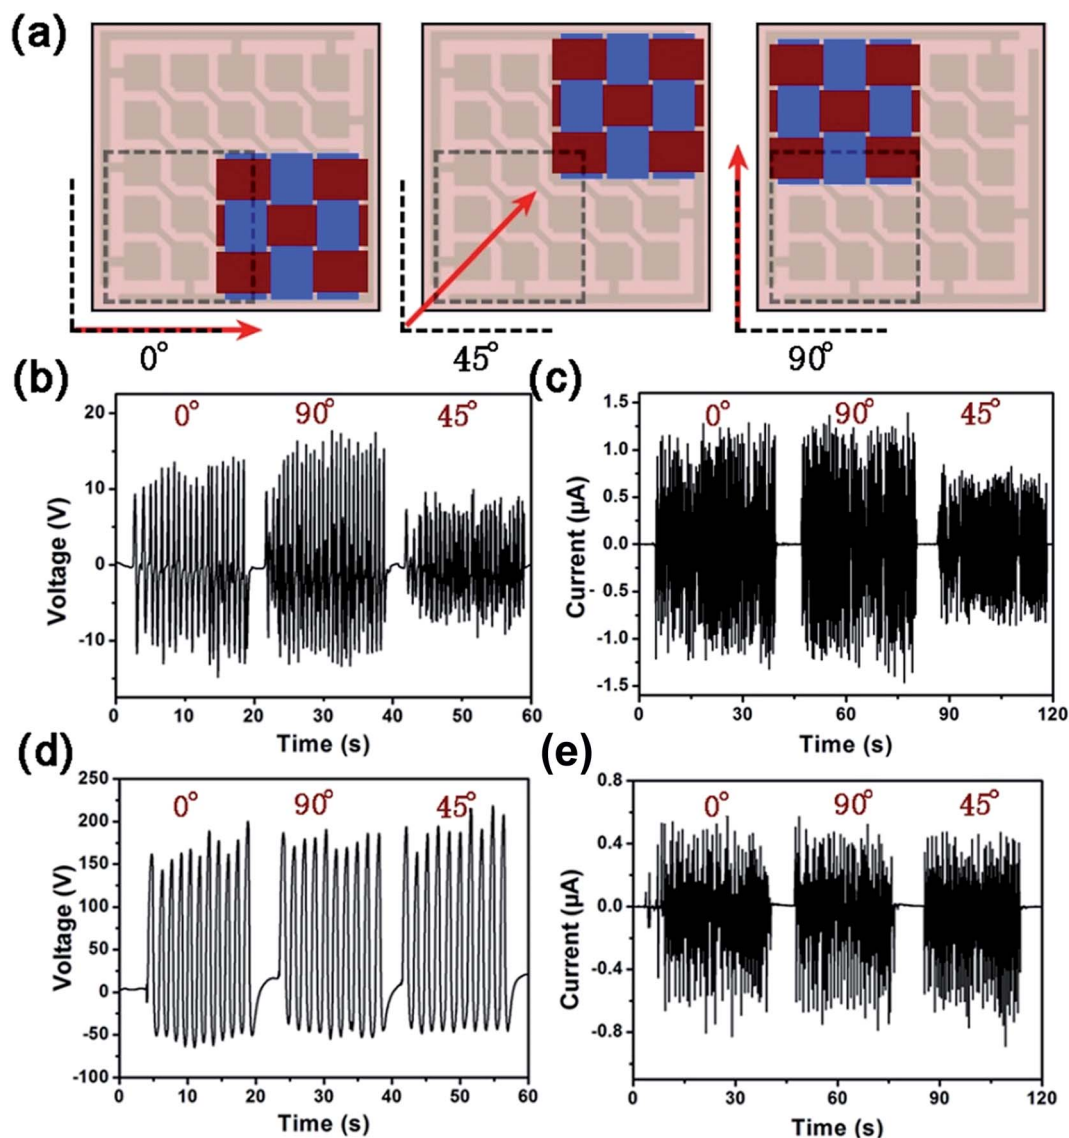 (a)
0°
45°
90°
(b)
0°
90°
45°
20
10
0
-10
Voltage (V)
0 10 20 30 40 50 60
Time (s)
(c)
0°
90°
45°
1.5
1.0
0.5
0.0
-0.5
-1.0
-1.5
Current (µA)
0 30 60 90 120
Time (s)
(d)
0°
90°
45°
250
200
150
100
50
0
-50
-100
Voltage (V)
0 10 20 30 40 50 60
Time (s)
(e)
0°
90°
45°
0.8
0.4
0.0
-0.4
-0.8
Current (µA)
0 30 60 90 120
Time (s)